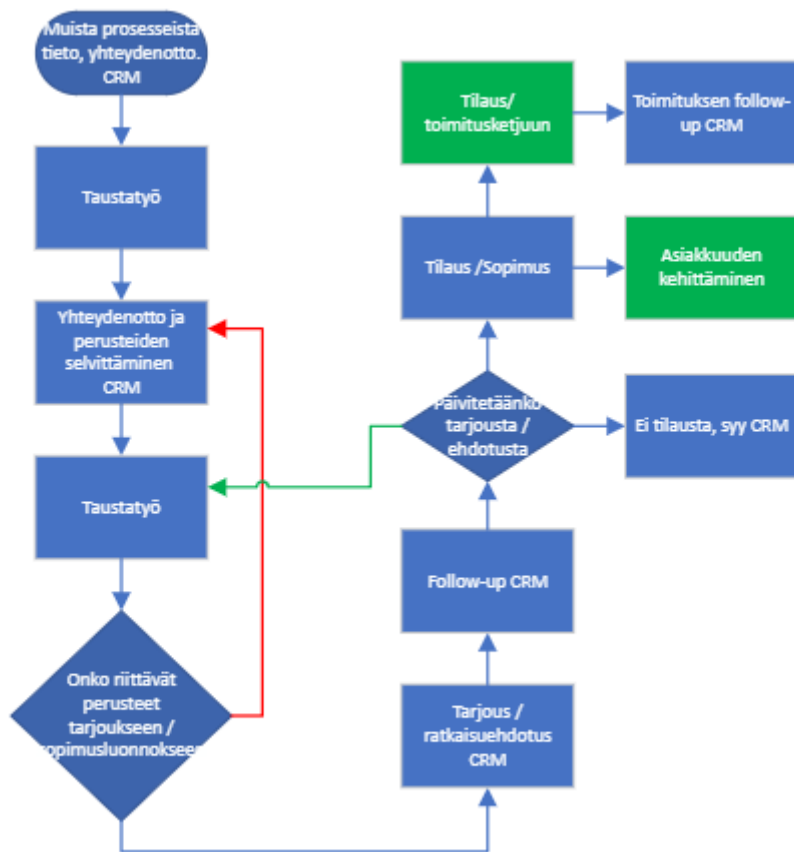 Muista prosesseista
tieto, yhteydenotto.
CRM
Taustatyö
Yhteydenotto ja
perusteiden
selvittäminen
CRM
Taustatyö
Onko riittävät
perusteet
tarjoukseen /
sopimusluonnokseen
Tilaus/
toimitusketjuun
Toimituksen follow-
up CRM
Tilaus /Sopimus
Asiakkuuden
kehittäminen
Päivitetäänkö
tarjousta /
ehdotusta
Ei tilausta, syy CRM
Follow-up CRM
Tarjous /
ratkaisuehdotus
CRM